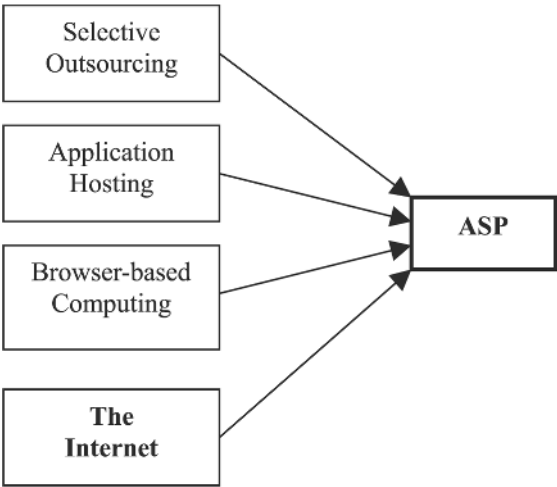 Selective
Outsourcing
Application
Hosting
ASP
Browser-based
Computing
The
Internet